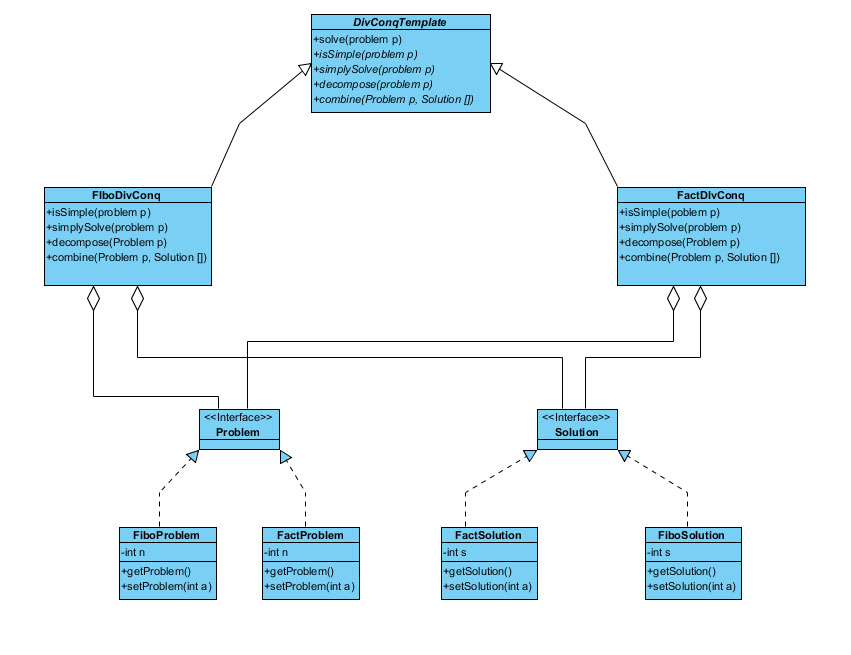 DivConqTemplate
+solve(problem p)
+isSimple(problem p)
+simplySolve(problem p)
+decompose(problem p)
+combine(Problem p, Solution [])
FIboDivConq
+isSimple(problem p)
+simplySolve(problem p)
+decompose(Problem p)
+combine(Problem p, Solution [])
FactDIvConq
+isSimple(poblem p)
+simplySolve(problem p)
+decompose(Problem p)
+combine(Problem p, Solution [])
<<Interface>>
Problem
<<Interface>>
Solution
FiboProblem
-int n
+getProblem()
+setProblem(int a)
FactProblem
-int n
+getProblem()
+setProblem(int a)
FactSolution
-int s
+getSolution()
+setSolution(int a)
FiboSolution
-int s
+getSolution()
+setSolution(int a)